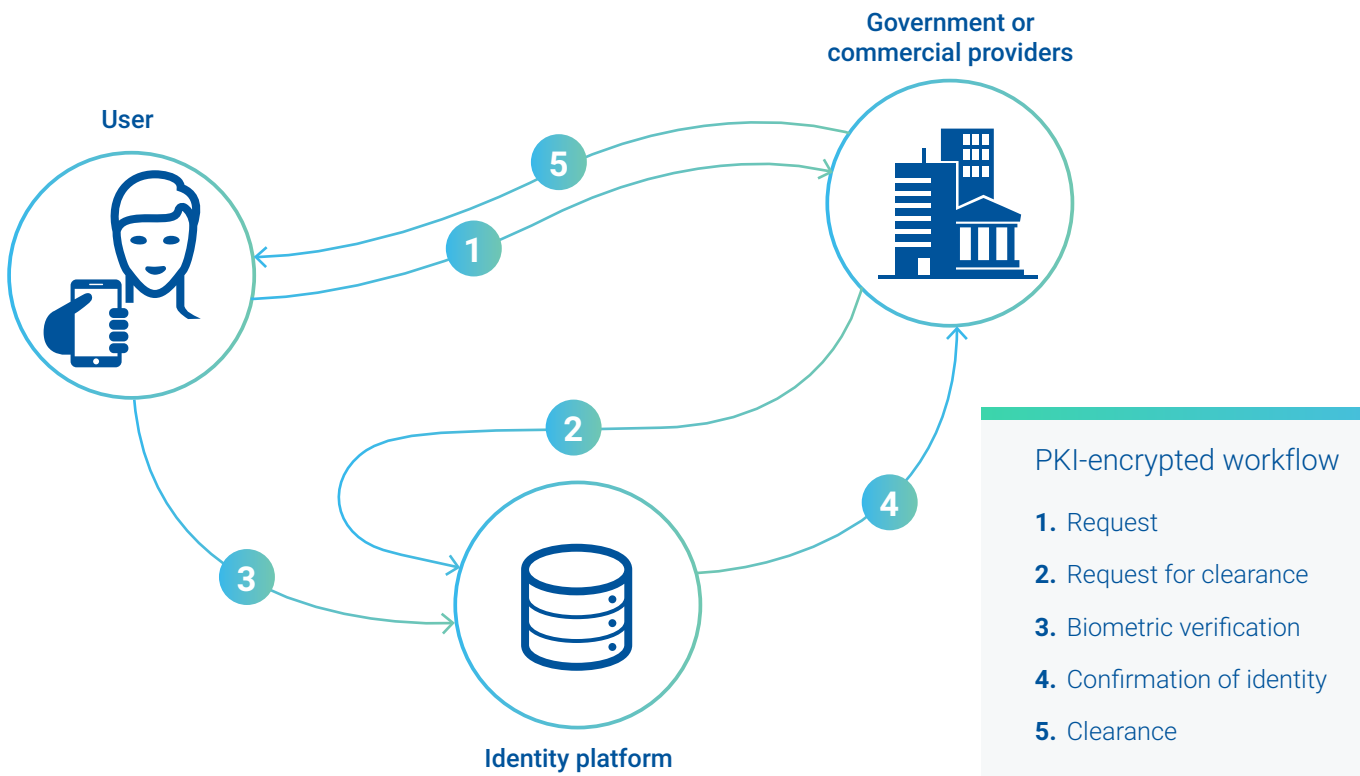 Government or
commercial providers
User
5
1
2
4
3
Identity platform
PKI-encrypted workflow
1. Request
2. Request for clearance
3. Biometric verification
4. Confirmation of identity
5. Clearance